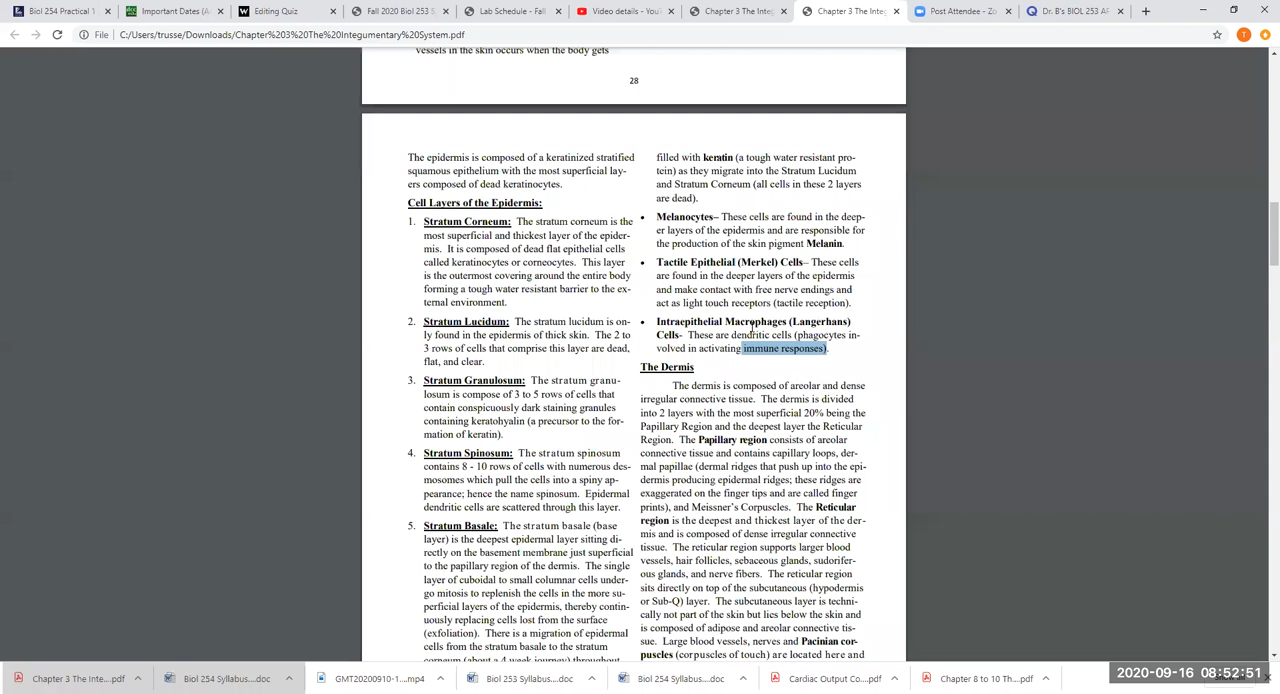 Biol 254 Practical 1
Important Dates (A
Editing Quiz
Fall 2020 Biol 253 S
Lab Schedule - Fall
Video details - You
Chapter 3 The Integ
Chapter 3 The Inte
Post Attendee - Zo
Dr. B's BIOL 253 AP
File C:/Users/trusse/Downloads/Chapter%203%20The%20Integumentary%20System.pdf
T
vessels in the skin occurs when the body gets
28
The epidermis is composed of a keratinized stratified
squamous epithelium with the most superficial lay-
ers composed of dead keratinocytes.
Cell Layers of the Epidermis:
1. Stratum Corneum: The stratum corneum is the
most superficial and thickest layer of the epider-
mis. It is composed of dead flat epithelial cells
called keratinocytes or corneocytes. This layer
is the outermost covering around the entire body
forming a tough water resistant barrier to the ex-
ternal environment.
2. Stratum Lucidum: The stratum lucidum is on-
ly found in the epidermis of thick skin. The 2 to
3 rows of cells that comprise this layer are dead,
flat, and clear.
3. Stratum Granulosum: The stratum granu-
losum is compose of 3 to 5 rows of cells that
contain conspicuously dark staining granules
containing keratohyalin (a precursor to the for-
mation of keratin).
4. Stratum Spinosum: The stratum spinosum
contains 8 - 10 rows of cells with numerous des-
mosomes which pull the cells into a spiny ap-
pearance; hence the name spinosum. Epidermal
dendritic cells are scattered through this layer.
5. Stratum Basale: The stratum basale (base
layer) is the deepest epidermal layer sitting di-
rectly on the basement membrane just superficial
to the papillary region of the dermis. The single
layer of cuboidal to small columnar cells under-
go mitosis to replenish the cells in the more su-
perficial layers of the epidermis, thereby contin-
uously replacing cells lost from the surface
(exfoliation). There is a migration of epidermal
cells from the stratum basale to the stratum
corneum (about a 4 week journey) throughout
filled with keratin (a tough water resistant pro-
tein) as they migrate into the Stratum Lucidum
and Stratum Corneum (all cells in these 2 layers
are dead).
• Melanocytes– These cells are found in the deep-
er layers of the epidermis and are responsible for
the production of the skin pigment Melanin.
• Tactile Epithelial (Merkel) Cells– These cells
are found in the deeper layers of the epidermis
and make contact with free nerve endings and
act as light touch receptors (tactile reception).
• Intraepithelial Macrophages (Langerhans)
Cells- These are dendritic cells (phagocytes in-
volved in activating immune responses).
The Dermis
The dermis is composed of areolar and dense
irregular connective tissue. The dermis is divided
into 2 layers with the most superficial 20% being the
Papillary Region and the deepest layer the Reticular
Region. The Papillary region consists of areolar
connective tissue and contains capillary loops, der-
mal papillae (dermal ridges that push up into the epi-
dermis producing epidermal ridges; these ridges are
exaggerated on the finger tips and are called finger
prints), and Meissner's Corpuscles. The Reticular
region is the deepest and thickest layer of the der-
mis and is composed of dense irregular connective
tissue. The reticular region supports larger blood
vessels, hair follicles, sebaceous glands, sudorifer-
ous glands, and nerve fibers. The reticular region
sits directly on top of the subcutaneous (hypodermis
or Sub-Q) layer. The subcutaneous layer is techni-
cally not part of the skin but lies below the skin and
is composed of adipose and areolar connective tis-
sue. Large blood vessels, nerves and Pacinian cor-
puscles (corpuscles of touch) are located here and
Chapter 3 The Inte....pdf
Biol 254 Syllabus....doc
GMT20200910-1....mp4
Biol 253 Syllabus....doc
Biol 254 Syllabus....doc
Cardiac Output Co....pdf
Chapter 8 to 10 Th....pdf
2020-09-16 08:52:51